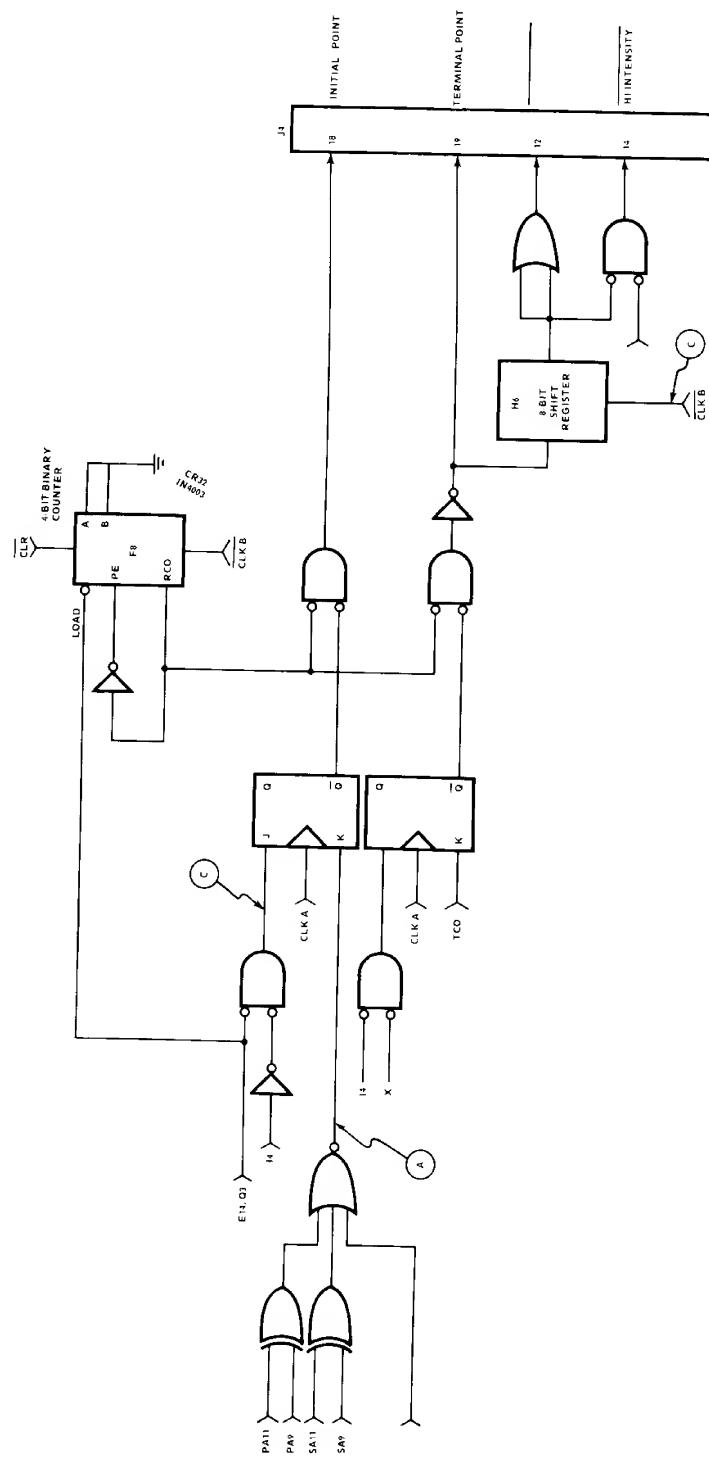 J4
18
INITIAL POINT
19
TERMINAL POINT
12
14
HI INTENSITY
4-BIT BINARY
COUNTER
CLR
LOAD
PE
RCO
A
B
F8
CLK B
CR32
1N4003
H6
8-BIT
SHIFT
REGISTER
C
CLK B
J
Q
K
Q
CLK A
Q
K
Q
CLK A
TCO
C
E14, Q3
I4
I4
X
A
PA11
PA9
SA11
SA9